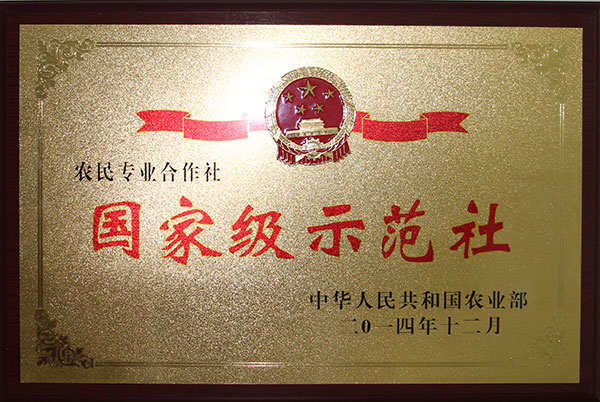 农民专业合作社
国家级示范社
中华人民共和国农业部
二0一四年十二月